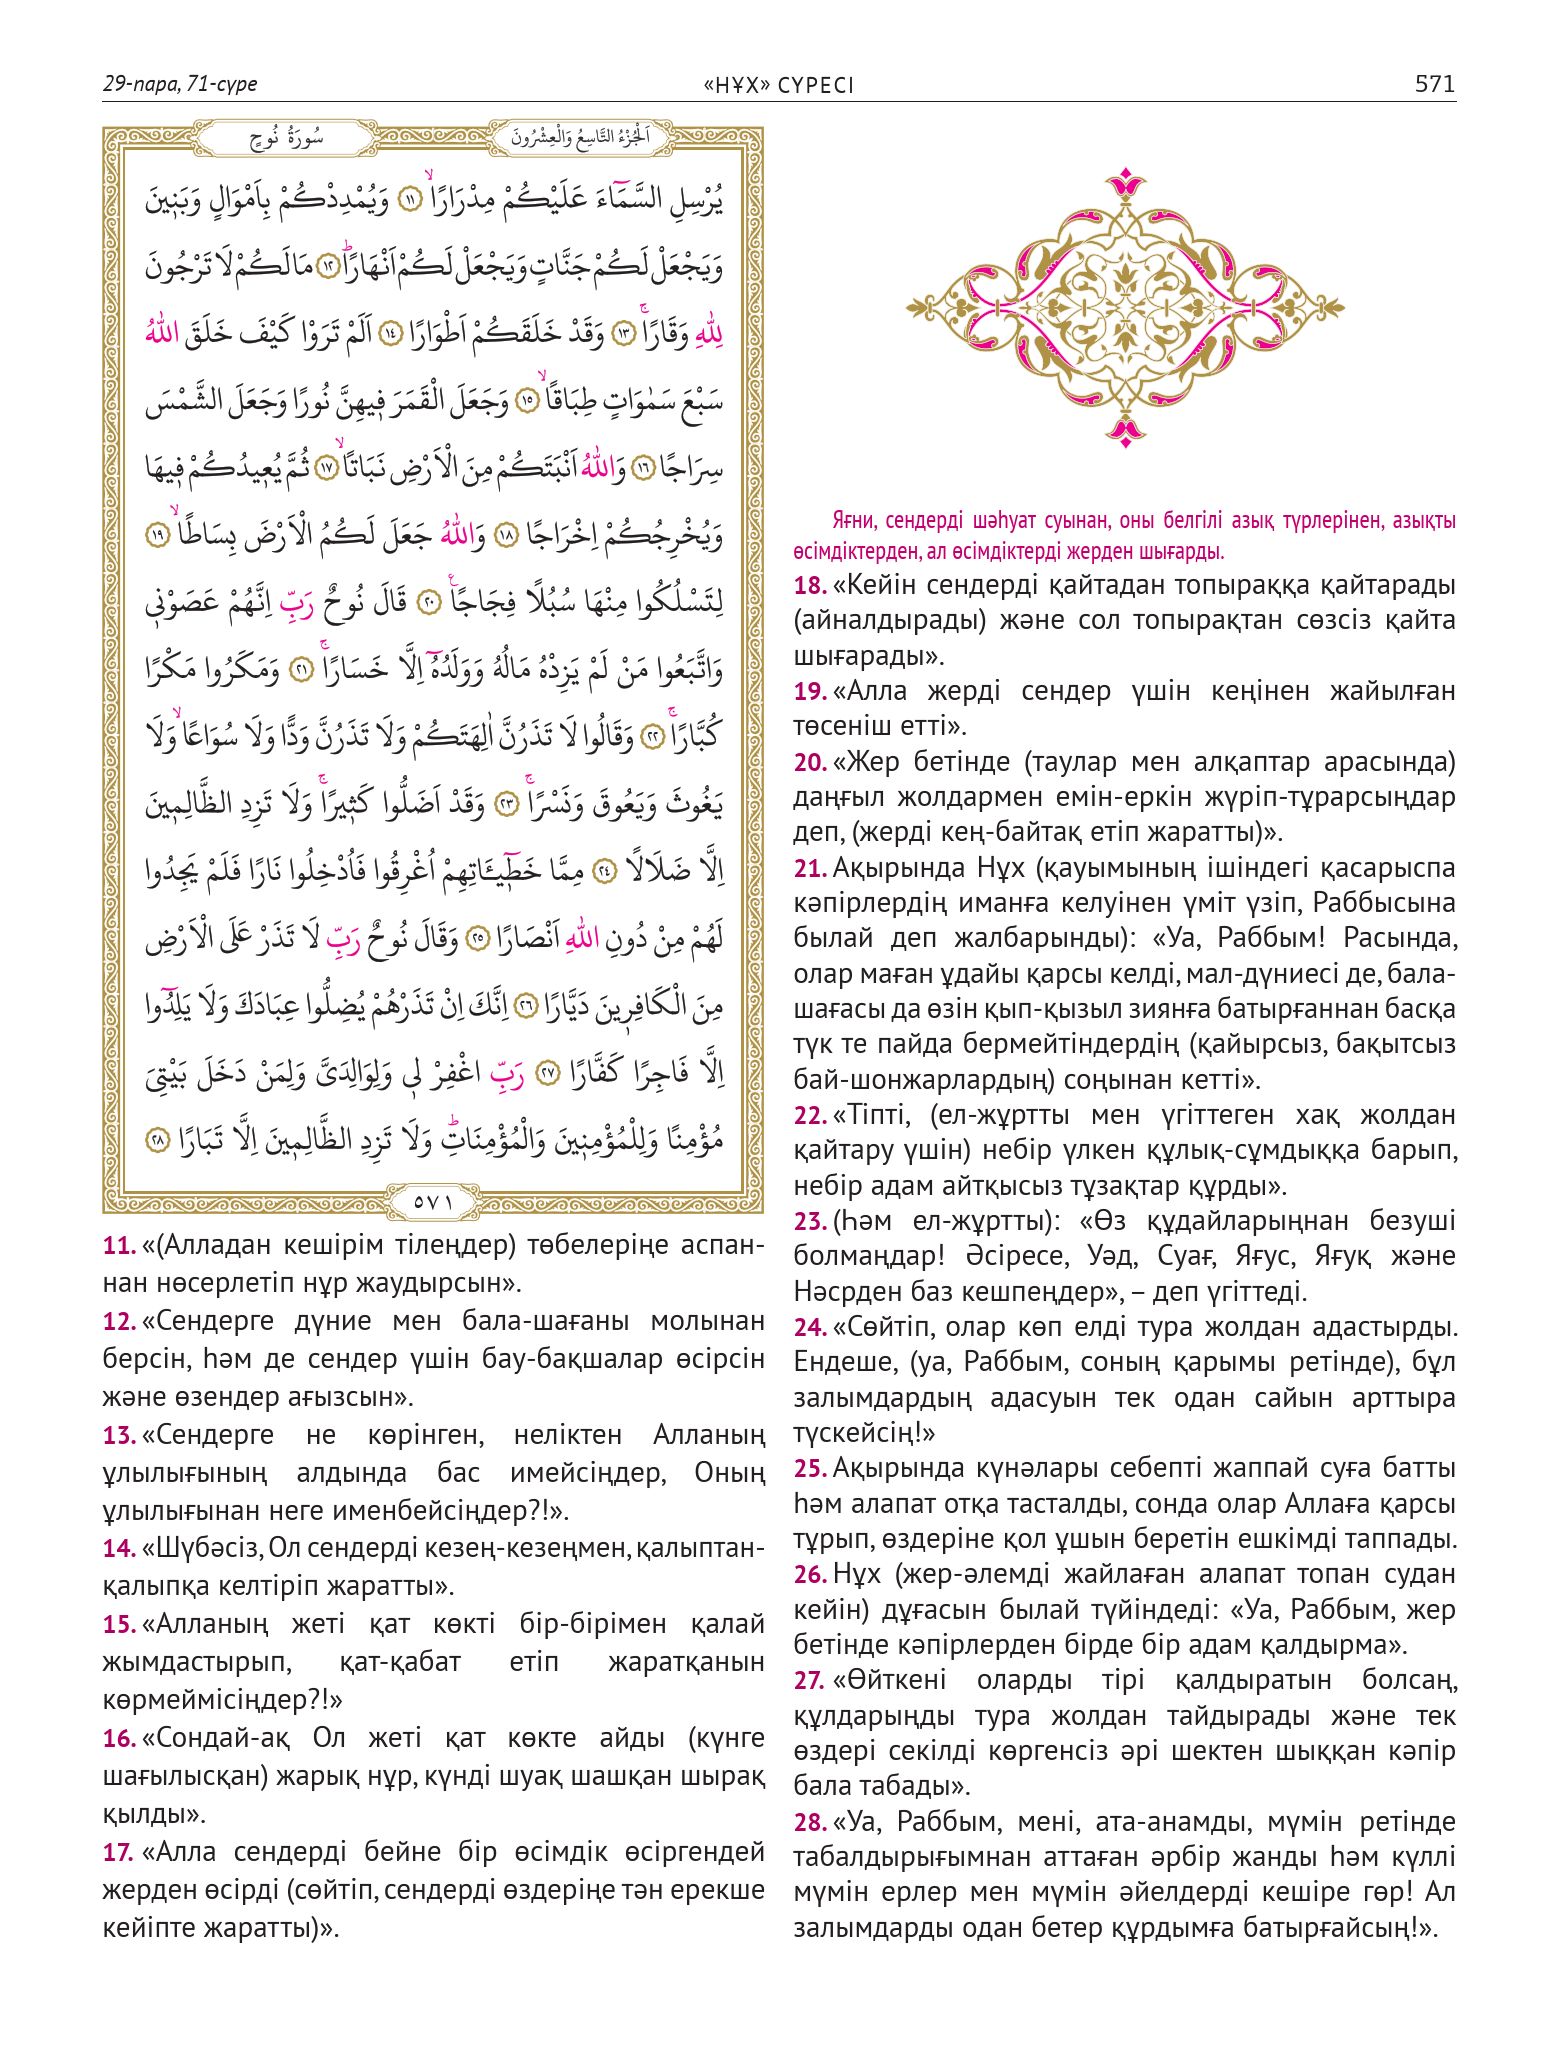 29-пара, 71-сүре
«НҰХ» СҮРЕСІ
571
اَلْجُزْءُ التَّاسِعُ وَالْعِشْرُونَ
سُورَةُ نُوحٍ
يُرْسِلِ السَّمَٓاءَ عَلَيْكُمْ مِدْرَارًاۙ ﴿١١﴾ وَيُمْدِدْكُمْ بِاَمْوَالٍ وَبَن۪ينَ
وَيَجْعَلْ لَكُمْ جَنَّاتٍ وَيَجْعَلْ لَكُمْ اَنْهَارًاۜ ﴿١٢﴾ مَا لَكُمْ لَا تَرْجُونَ
لِلّٰهِ وَقَارًاۚ ﴿١٣﴾ وَقَدْ خَلَقَكُمْ اَطْوَارًا ﴿١٤﴾ اَلَمْ تَرَوْا كَيْفَ خَلَقَ اللّٰهُ
سَبْعَ سَمٰوَاتٍ طِبَاقًاۙ ﴿١٥﴾ وَجَعَلَ الْقَمَرَ ف۪يهِنَّ نُورًا وَجَعَلَ الشَّمْسَ
سِرَاجًا ﴿١٦﴾ وَاللّٰهُ اَنْبَتَكُمْ مِنَ الْاَرْضِ نَبَاتًاۙ ﴿١٧﴾ ثُمَّ يُع۪يدُكُمْ ف۪يهَا
وَيُخْرِجُكُمْ اِخْرَاجًا ﴿١٨﴾ وَاللّٰهُ جَعَلَ لَكُمُ الْاَرْضَ بِسَاطًاۙ ﴿١٩﴾
لِتَسْلُكُوا مِنْهَا سُبُلًا فِجَاجًا۟ ﴿٢٠﴾ قَالَ نُوحٌ رَبِّ اِنَّهُمْ عَصَوْن۪ي
وَاتَّبَعُوا مَنْ لَمْ يَزِدْهُ مَالُهُ وَوَلَدُهُٓ اِلَّا خَسَارًاۚ ﴿٢١﴾ وَمَكَرُوا مَكْرًا
كُبَّارًاۚ ﴿٢٢﴾ وَقَالُوا لَا تَذَرُنَّ اٰلِهَتَكُمْ وَلَا تَذَرُنَّ وَدًّا وَلَا سُوَاعًاۙ وَلَا
يَغُوثَ وَيَعُوقَ وَنَسْرًاۚ ﴿٢٣﴾ وَقَدْ اَضَلُّوا كَث۪يرًاۚ وَلَا تَزِدِ الظَّالِم۪ينَ
اِلَّا ضَلَالًا ﴿٢٤﴾ مِمَّا خَط۪ٓيـَٔاتِهِمْ اُغْرِقُوا فَاُدْخِلُوا نَارًا فَلَمْ يَجِدُوا
لَهُمْ مِنْ دُونِ اللّٰهِ اَنْصَارًا ﴿٢٥﴾ وَقَالَ نُوحٌ رَبِّ لَا تَذَرْ عَلَى الْاَرْضِ
مِنَ الْكَافِر۪ينَ دَيَّارًا ﴿٢٦﴾ اِنَّكَ اِنْ تَذَرْهُمْ يُضِلُّوا عِبَادَكَ وَلَا يَلِدُٓوا
اِلَّا فَاجِرًا كَفَّارًا ﴿٢٧﴾ رَبِّ اغْفِرْ ل۪ي وَلِوَالِدَيَّ وَلِمَنْ دَخَلَ بَيْتِيَ
مُؤْمِنًا وَلِلْمُؤْمِن۪ينَ وَالْمُؤْمِنَاتِۜ وَلَا تَزِدِ الظَّالِم۪ينَ اِلَّا تَبَارًا ﴿٢٨﴾
٥٧١
11. «(Алладан кешірім тілеңдер) төбелеріңе аспан-
нан нөсерлетіп нұр жаудырсын».
12. «Сендерге дүние мен бала-шағаны молынан
берсін, һәм де сендер үшін бау-бақшалар өсірсін
және өзендер ағызсын».
13. «Сендерге не көрінген, неліктен Алланың
ұлылығының алдында бас имейсіңдер, Оның
ұлылығынан неге именбейсіңдер?!».
14. «Шүбәсіз, Ол сендерді кезең-кезеңмен, қалыптан-
қалыпқа келтіріп жаратты».
15. «Алланың жеті қат көкті бір-бірімен қалай
жымдастырып, қат-қабат етіп жаратқанын
көрмеймісіңдер?!»
16. «Сондай-ақ Ол жеті қат көкте айды (күнге
шағылысқан) жарық нұр, күнді шуақ шашқан шырақ
қылды».
17. «Алла сендерді бейне бір өсімдік өсіргендей
жерден өсірді (сөйтіп, сендерді өздеріңе тән ерекше
кейіпте жаратты)».
Яғни, сендерді шәһуат суынан, оны белгілі азық түрлерінен, азықты
өсімдіктерден, ал өсімдіктерді жерден шығарды.
18. «Кейін сендерді қайтадан топыраққа қайтарады
(айналдырады) және сол топырақтан сөзсіз қайта
шығарады».
19. «Алла жерді сендер үшін кеңінен жайылған
төсеніш етті».
20. «Жер бетінде (таулар мен алқаптар арасында)
даңғыл жолдармен емін-еркін жүріп-тұрарсыңдар
деп, (жерді кең-байтақ етіп жаратты)».
21. Ақырында Нұх (қауымының ішіндегі қасарыспа
кәпірлердің иманға келуінен үміт үзіп, Раббысына
былай деп жалбарынды): «Уа, Раббым! Расында,
олар маған ұдайы қарсы келді, мал-дүниесі де, бала-
шағасы да өзін қып-қызыл зиянға батырғаннан басқа
түк те пайда бермейтіндердің (қайырсыз, бақытсыз
бай-шонжарлардың) соңынан кетті».
22. «Тіпті, (ел-жұртты мен үгіттеген хақ жолдан
қайтару үшін) небір үлкен құлық-сұмдыққа барып,
небір адам айтқысыз тұзақтар құрды».
23. (Һәм ел-жұртты): «Өз құдайларыңнан безуші
болмаңдар! Әсіресе, Уәд, Суағ, Яғус, Яғуқ және
Нәсрден баз кешпеңдер», – деп үгіттеді.
24. «Сөйтіп, олар көп елді тура жолдан адастырды.
Ендеше, (уа, Раббым, соның қарымы ретінде), бұл
залымдардың адасуын тек одан сайын арттыра
түскейсің!»
25. Ақырында күнәлары себепті жаппай суға батты
һәм алапат отқа тасталды, сонда олар Аллаға қарсы
тұрып, өздеріне қол ұшын беретін ешкімді таппады.
26. Нұх (жер-әлемді жайлаған алапат топан судан
кейін) дұғасын былай түйіндеді: «Уа, Раббым, жер
бетінде кәпірлерден бірде бір адам қалдырма».
27. «Өйткені оларды тірі қалдыратын болсаң,
құлдарыңды тура жолдан тайдырады және тек
өздері секілді көргенсіз әрі шектен шыққан кәпір
бала табады».
28. «Уа, Раббым, мені, ата-анамды, мүмін ретінде
табалдырығымнан аттаған әрбір жанды һәм күллі
мүмін ерлер мен мүмін әйелдерді кешіре гөр! Ал
залымдарды одан бетер құрдымға батырғайсың!».